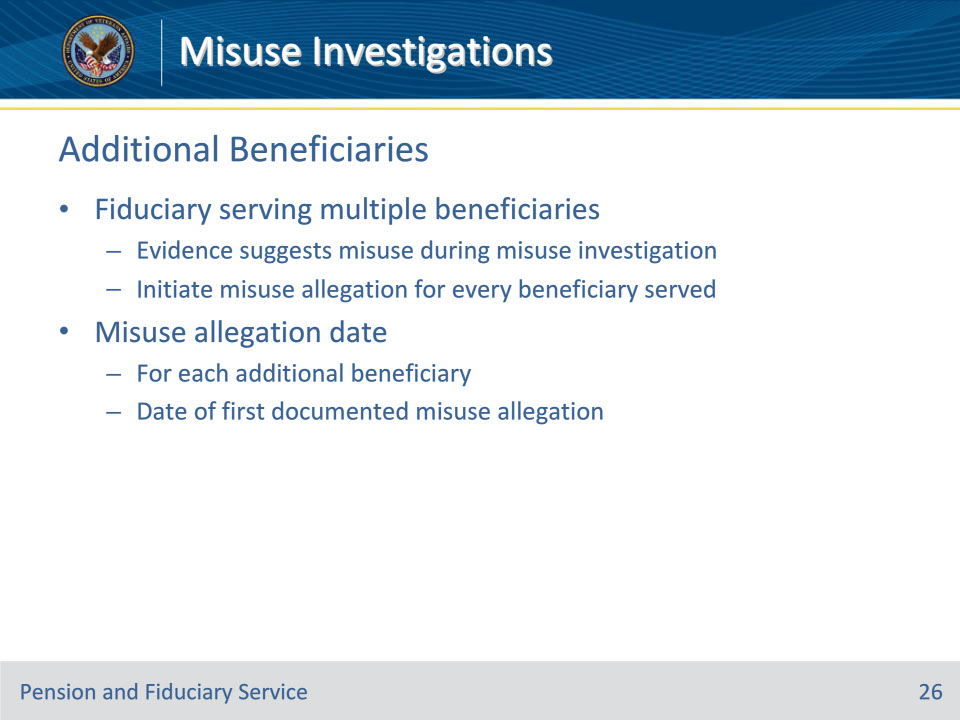 Misuse Investigations
Additional Beneficiaries
• Fiduciary serving multiple beneficiaries
– Evidence suggests misuse during misuse investigation
– Initiate misuse allegation for every beneficiary served
• Misuse allegation date
– For each additional beneficiary
– Date of first documented misuse allegation
Pension and Fiduciary Service
26